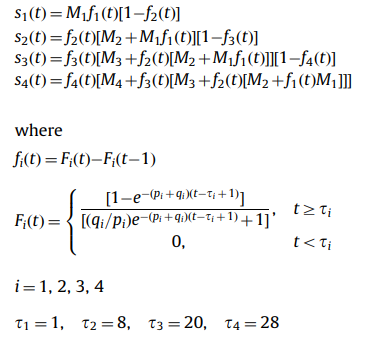 s₁(t)=M₁f₁(t)[1−f₂(t)]
s₂(t)=f₂(t)[M₂+M₁f₁(t)][1−f₃(t)]
s₃(t)=f₃(t)[M₃+f₂(t)[M₂+M₁f₁(t)]][1−f₄(t)]
s₄(t)=f₄(t)[M₄+f₃(t)[M₃+f₂(t)[M₂+f₁(t)M₁]]]
where
fᵢ(t)=Fᵢ(t)−Fᵢ(t−1)
Fᵢ(t)= { [1−e^{−(pᵢ+qᵢ)(t−τᵢ+1)}] / [(qᵢ/pᵢ)e^{−(pᵢ+qᵢ)(t−τᵢ+1)}+1]', t≥τᵢ
0, t<τᵢ
i=1, 2, 3, 4
τ₁=1, τ₂=8, τ₃=20, τ₄=28